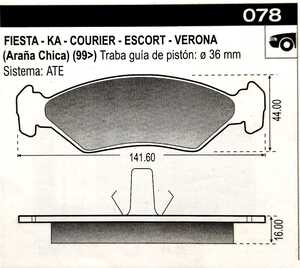 078
FIESTA - KA - COURIER - ESCORT - VERONA
(Araña Chica) (99>) Traba guía de pistón: ø 36 mm
Sistema: ATE
44.00
141.60
16.00